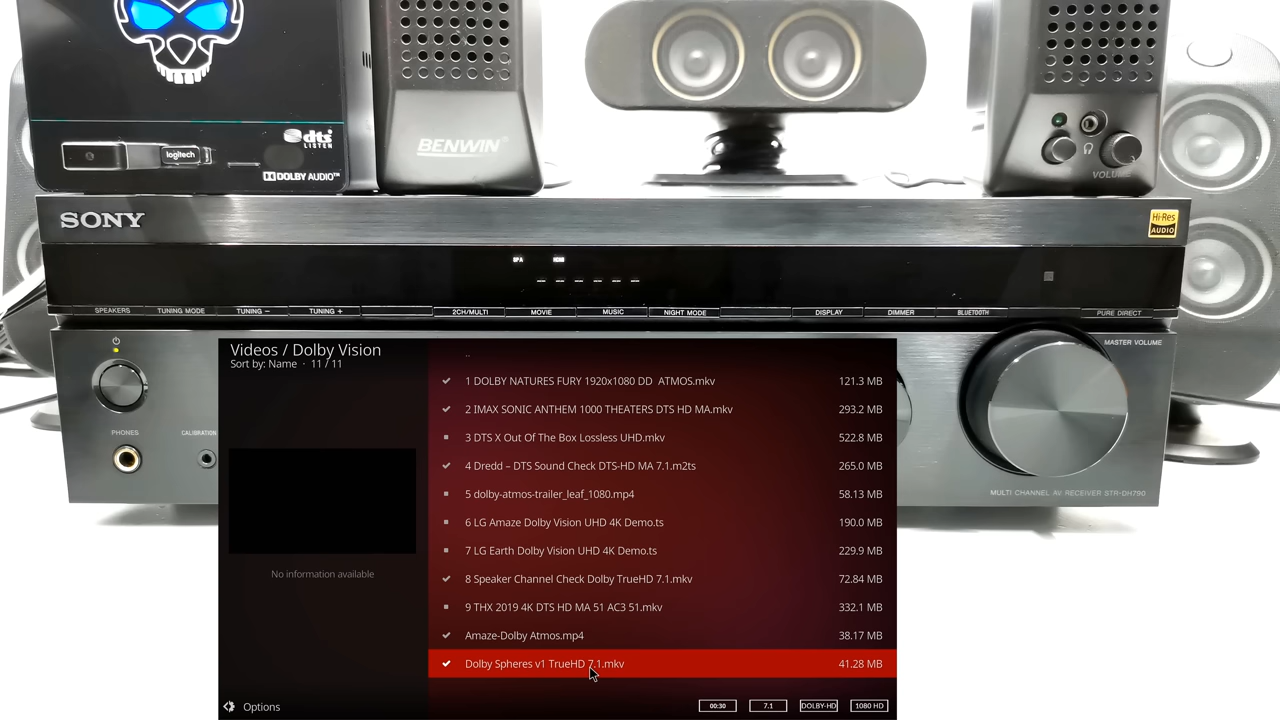 dts
LISTEN
logitech
DOLBY AUDIO™
BENWIN®
VOLUME
SONY
Hi-Res
AUDIO
SPEAKERS
TUNING MODE
TUNING −
TUNING +
2CH/MULTI
MOVIE
MUSIC
NIGHT MODE
DISPLAY
DIMMER
BLUETOOTH
PURE DIRECT
MASTER VOLUME
PHONES
CALIBRATION
MULTI CHANNEL AV RECEIVER STR-DH790
Videos / Dolby Vision
Sort by: Name · 11 / 11
..
1 DOLBY NATURES FURY 1920x1080 DD  ATMOS.mkv 121.3 MB
2 IMAX SONIC ANTHEM 1000 THEATERS DTS HD MA.mkv 293.2 MB
3 DTS X Out Of The Box Lossless UHD.mkv 522.8 MB
4 Dredd – DTS Sound Check DTS-HD MA 7.1.m2ts 265.0 MB
5 dolby-atmos-trailer_leaf_1080.mp4 58.13 MB
6 LG Amaze Dolby Vision UHD 4K Demo.ts 190.0 MB
7 LG Earth Dolby Vision UHD 4K Demo.ts 229.9 MB
8 Speaker Channel Check Dolby TrueHD 7.1.mkv 72.84 MB
9 THX 2019 4K DTS HD MA 51 AC3 51.mkv 332.1 MB
Amaze-Dolby Atmos.mp4 38.17 MB
Dolby Spheres v1 TrueHD 7.1.mkv 41.28 MB
No information available
Options
00:30
7.1
DOLBY-HD
1080 HD